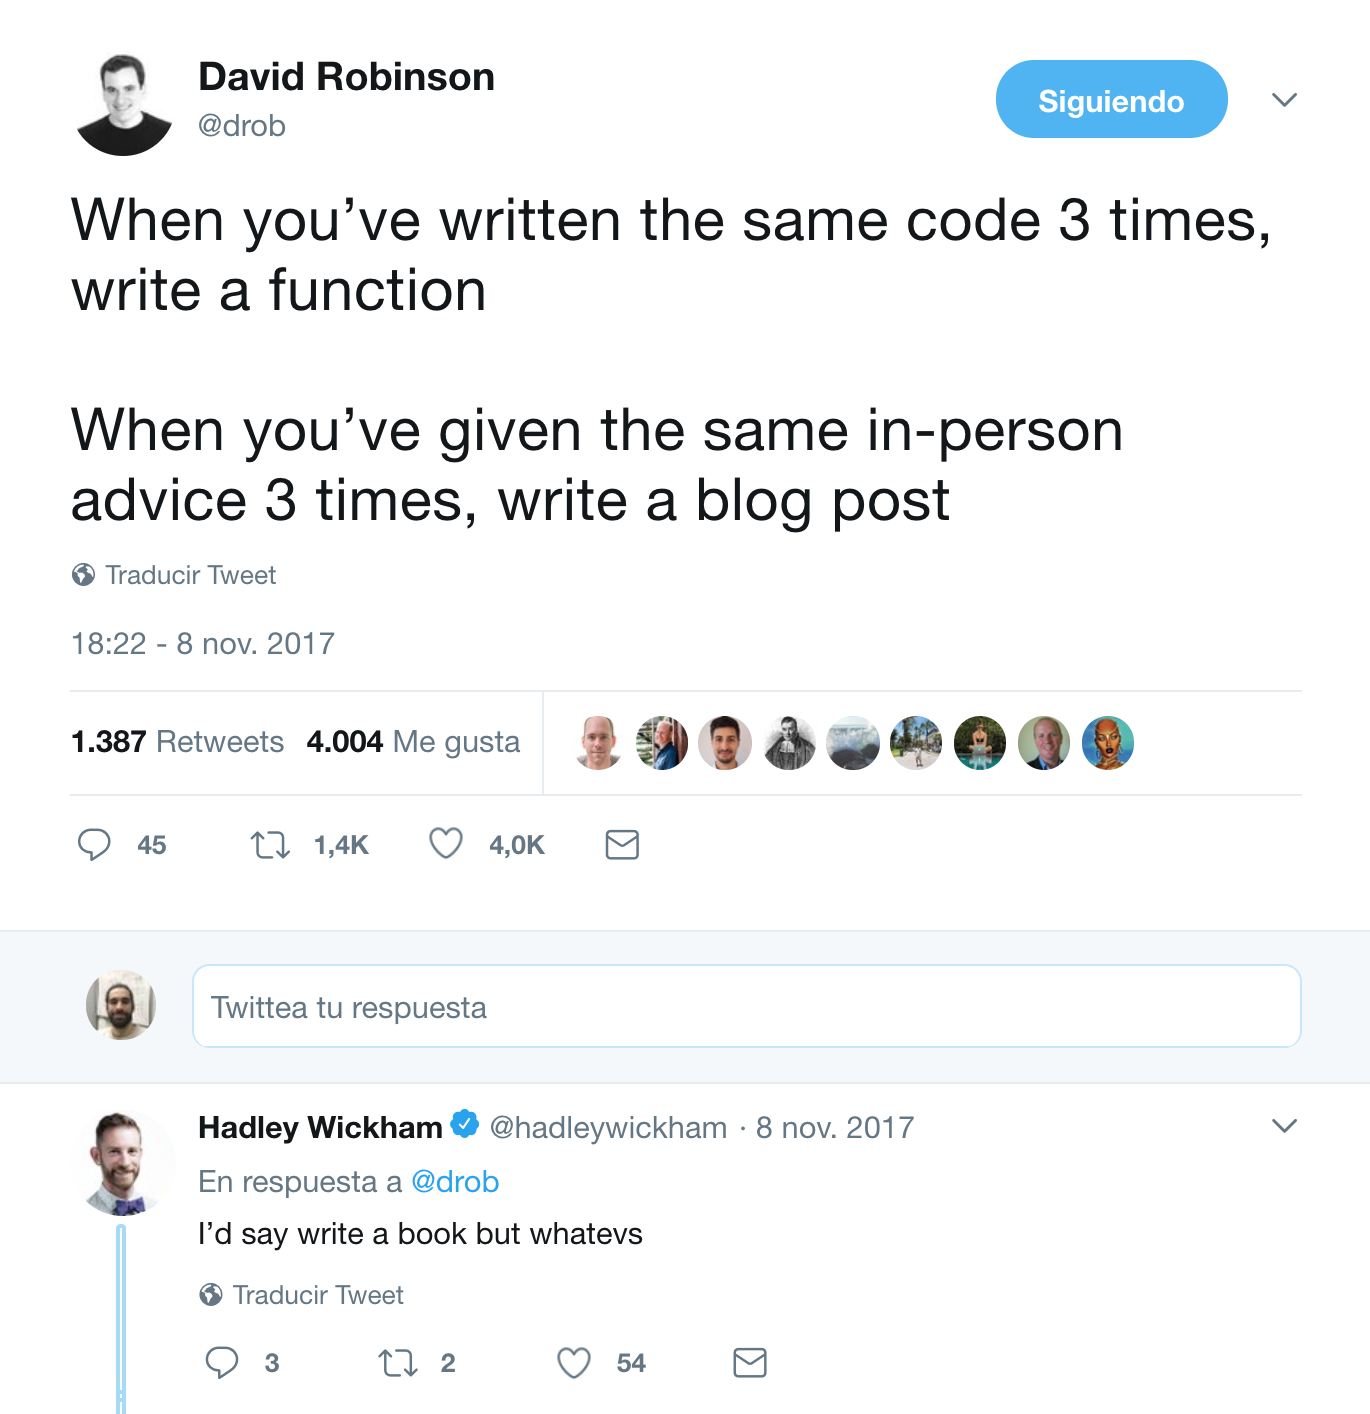 David Robinson
@drob
Siguiendo
When you’ve written the same code 3 times,
write a function
When you’ve given the same in-person
advice 3 times, write a blog post
Traducir Tweet
18:22 - 8 nov. 2017
1.387 Retweets 4.004 Me gusta
45 1,4K 4,0K
Twittea tu respuesta
Hadley Wickham @hadleywickham · 8 nov. 2017
En respuesta a @drob
I’d say write a book but whatevs
Traducir Tweet
3 2 54